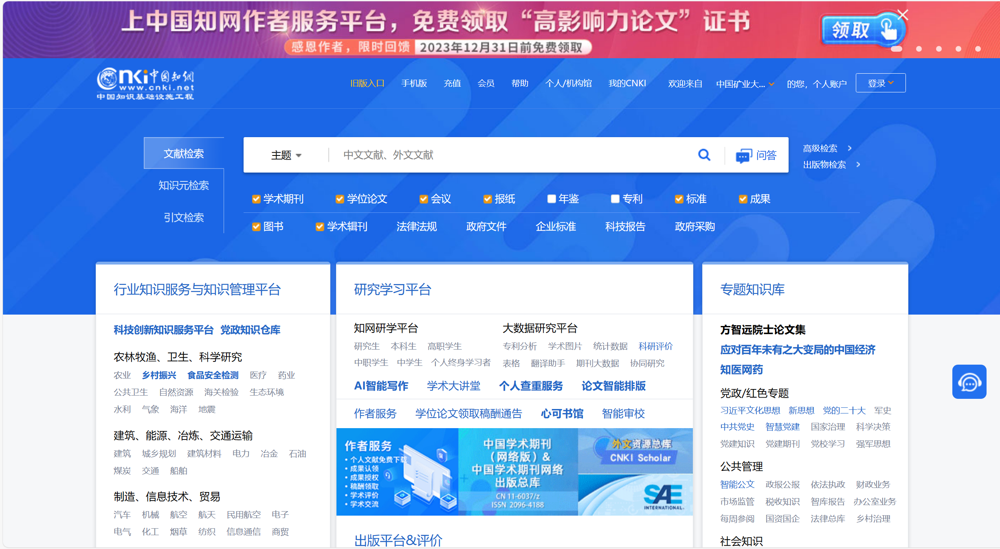 上中国知网作者服务平台，免费领取“高影响力论文”证书
领取
感恩作者，限时回馈 2023年12月31日前免费领取
cnki中国知网
www.cnki.net
中国知识基础设施工程
旧版入口 手机版 充值 会员 帮助 个人/机构馆 我的CNKI 欢迎来自 中国矿业大... 的您，个人账户 登录
文献检索
知识元检索
引文检索
主题 中文文献、外文文献 问答
高级检索
出版物检索
学术期刊 学位论文 会议 报纸 年鉴 专利 标准 成果
图书 学术辑刊 法律法规 政府文件 企业标准 科技报告 政府采购
行业知识服务与知识管理平台
科技创新知识服务平台 党政知识仓库
农林牧渔、卫生、科学研究
农业 乡村振兴 食品安全检测 医疗 药业
公共卫生 自然资源 海关检验 生态环境
水利 气象 海洋 地震
建筑、能源、冶炼、交通运输
建筑 城乡规划 建筑材料 电力 冶金 石油
煤炭 交通 船舶
制造、信息技术、贸易
汽车 机械 航空 航天 民用航空 电子
电气 化工 烟草 纺织 信息通信 商贸
研究学习平台
知网研学平台
研究生 本科生 高职学生
中职学生 中学生 个人终身学习者
大数据研究平台
专利分析 学术图片 统计数据 科研评价
表格 翻译助手 期刊大数据 协同研究
AI智能写作 学术大讲堂 个人查重服务 论文智能排版
作者服务 学位论文领取稿酬通告 心可书馆 智能审校
作者服务
• 个人文献免费下载
• 成果认领
• 成果授权
• 稿酬领取
• 学术评价
• 学术交流
中国学术期刊
（网络版）&
中国学术期刊网络
出版总库
CN 11-6037/z
ISSN 2096-4188
外文资源总库
CNKI Scholar
SAE
INTERNATIONAL
出版平台&评价
专题知识库
方智远院士论文集
应对百年未有之大变局的中国经济
知医网药
党政/红色专题
习近平文化思想 新思想 党的二十大 军史
中共党史 智慧党建 国家治理 科学决策
党建知识 党建期刊 党校学习 强军思想
公共管理
智能公文 政报公报 依法执政 财政业务
市场监管 税收知识 智库报告 办公室业务
每周参阅 国资国企 法律总库 乡村治理
社会知识